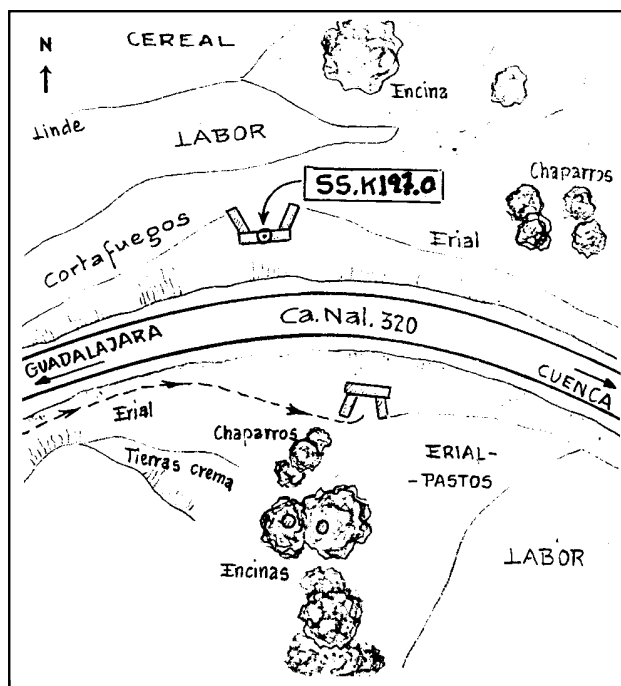 N
CEREAL
Encina
Linde
LABOR
Chaparros
SS.K197.0
Cortafuegos
Erial
Ca.Nal.320
GUADALAJARA
CUENCA
Erial
Chaparros
Tierras crema
ERIAL-
-PASTOS
Encinas
LABOR